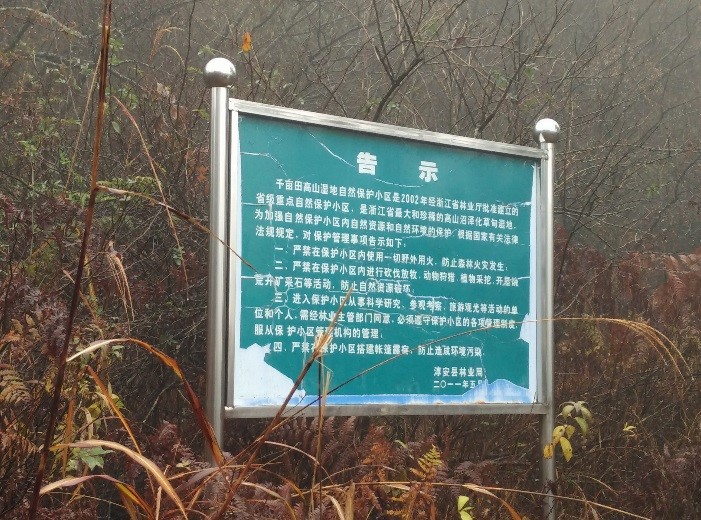 告 示
千亩田高山湿地自然保护小区是2002年经浙江省林业厅批准建立的
省级重点自然保护小区，是浙江省最大和珍稀的高山沼泽化草甸湿地，
为加强自然保护小区内自然资源和自然环境的保护，根据国家有关法律
法规规定，对保护管理事项告示如下：
一、严禁在保护小区内使用一切野外用火，防止森林火灾发生；
二、严禁在保护小区内进行砍伐放牧、动物狩猎、植物采挖、开垦烧
荒开矿采石等活动，防止自然资源破坏；
三、进入保护小区从事科学研究、参观考察、旅游观光等活动的单
位和个人，需经林业主管部门同意，必须遵守保护小区的各项管理制度，
服从保护小区管理机构的管理；
四、严禁在保护小区搭建帐篷露宿，防止造成环境污染。
淳安县林业局
二〇一一年五月